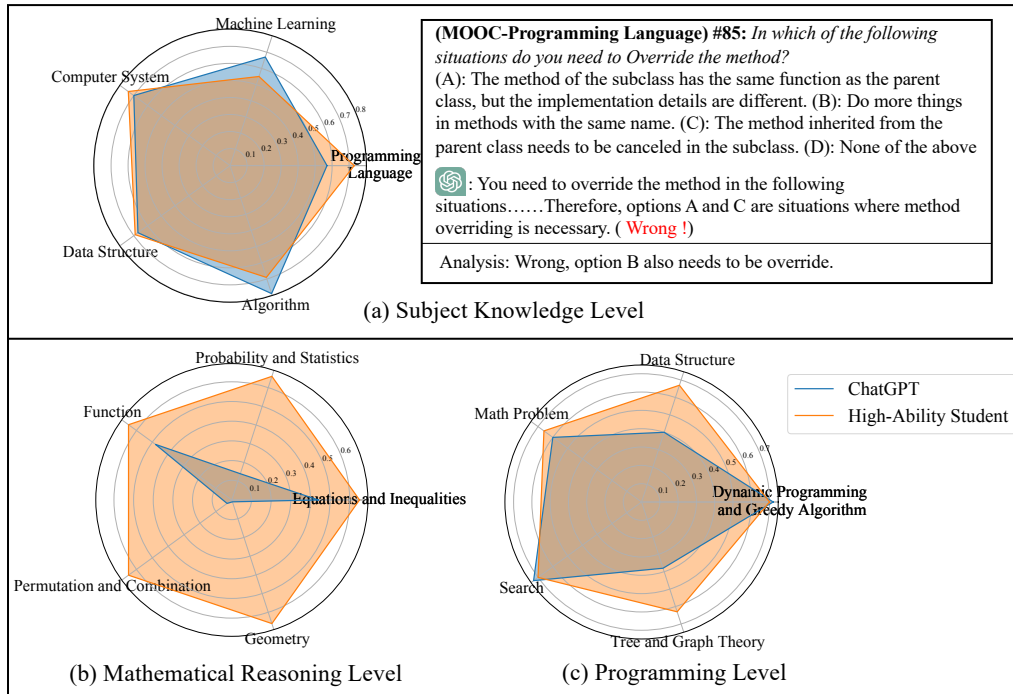 Machine Learning
Computer System
0.1 0.2 0.3 0.4 0.5 0.6 0.7 0.8
Programming
Language
Data Structure
Algorithm
(MOOC-Programming Language) #85: In which of the following
situations do you need to Override the method?
(A): The method of the subclass has the same function as the parent
class, but the implementation details are different. (B): Do more things
in methods with the same name. (C): The method inherited from the
parent class needs to be canceled in the subclass. (D): None of the above
: You need to override the method in the following
situations……Therefore, options A and C are situations where method
overriding is necessary. ( Wrong !)
Analysis: Wrong, option B also needs to be override.
(a) Subject Knowledge Level
Probability and Statistics
Function
0.1 0.2 0.3 0.4 0.5 0.6
Equations and Inequalities
Permutation and Combination
Geometry
(b) Mathematical Reasoning Level
Data Structure
Math Problem
0.1 0.2 0.3 0.4 0.5 0.6 0.7
Dynamic Programming
and Greedy Algorithm
Search
Tree and Graph Theory
(c) Programming Level
ChatGPT
High-Ability Student